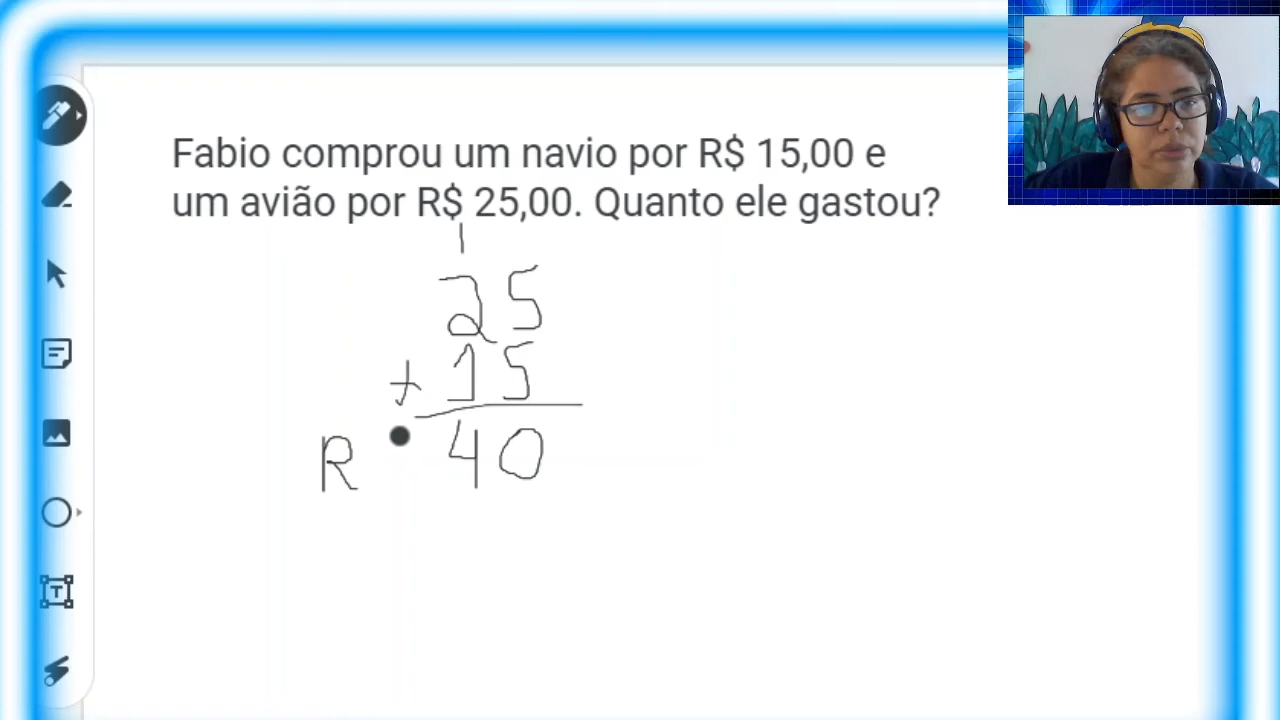 Fabio comprou um navio por R$ 15,00 e
um avião por R$ 25,00. Quanto ele gastou?
1
25
+ 15
R 40
T